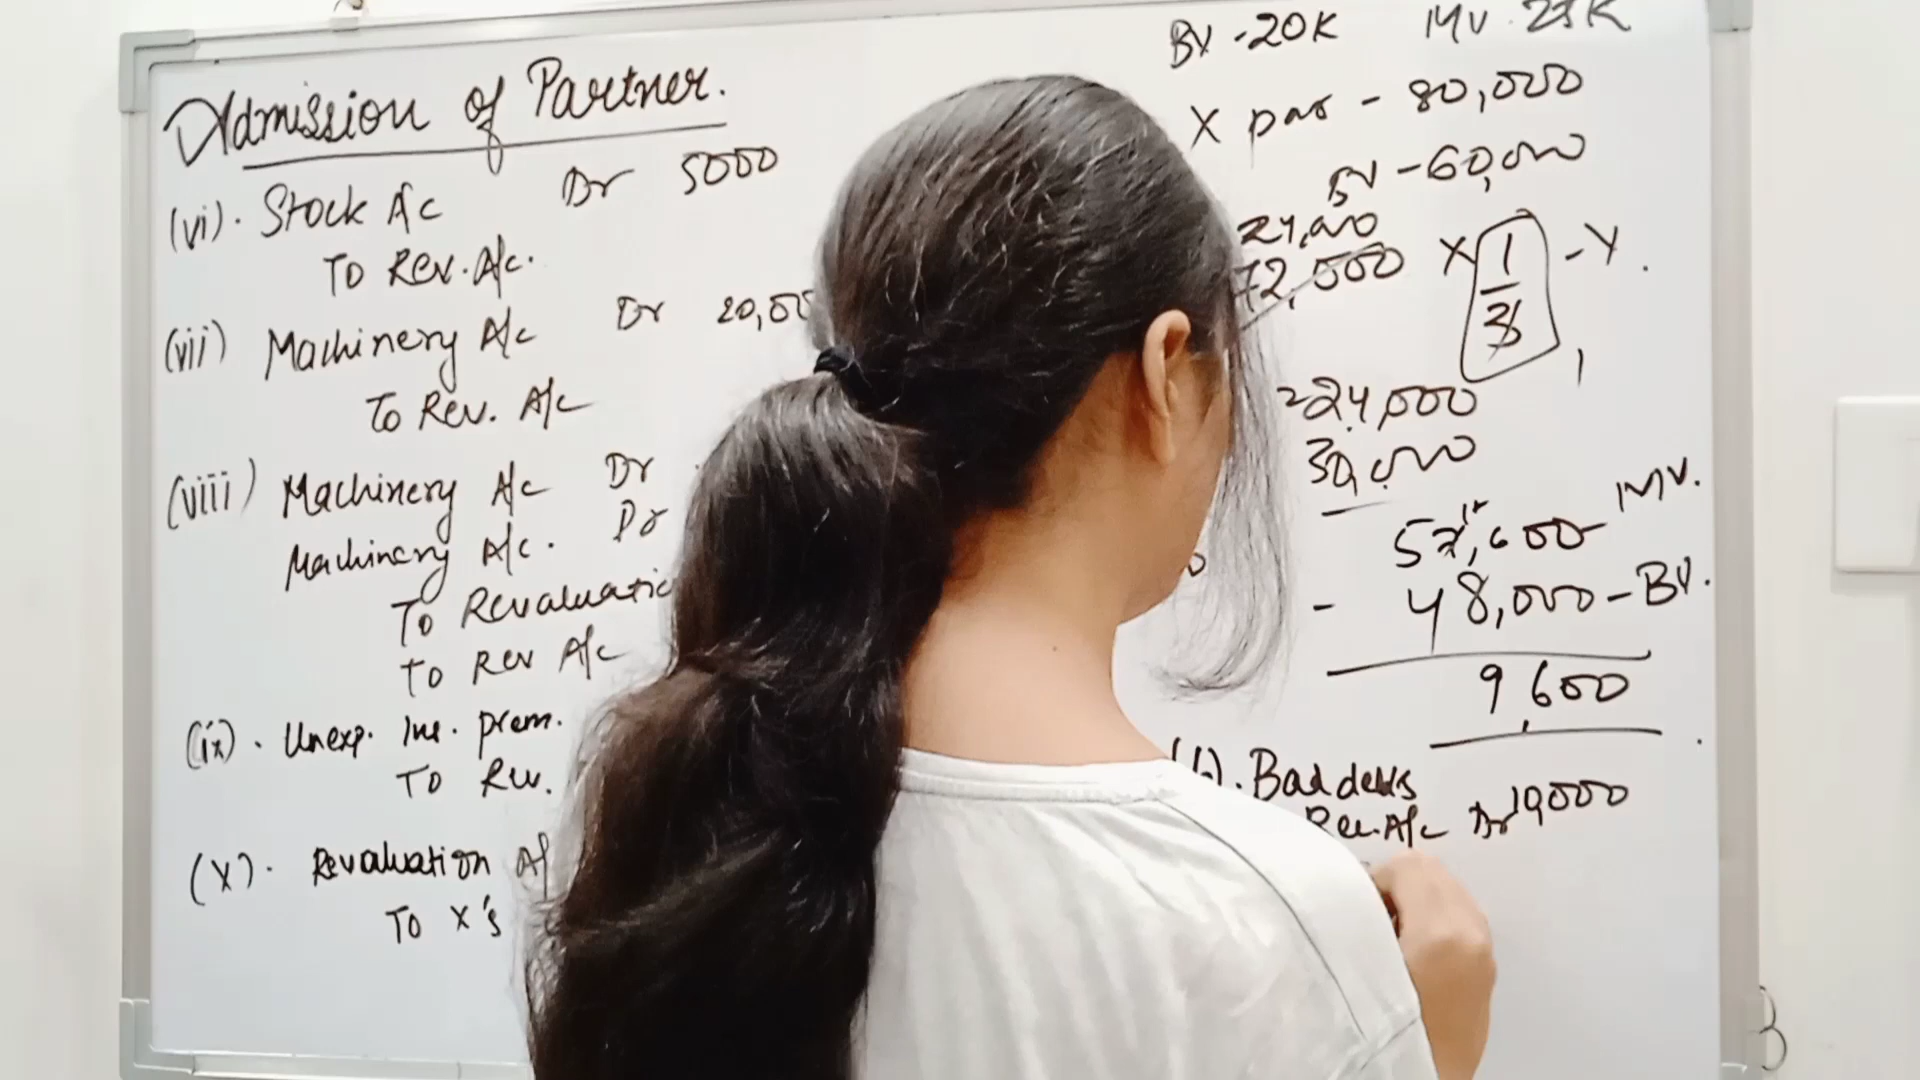 Admission of Partner.
(vi). Stock A/c Dr 5000
To Rev. A/c.
(vii) Machinery A/c Dr 20,00
To Rev. A/c
(viii) Machinery A/c Dr
Machinery A/c. Dr
To Revaluatio
To Rev A/c
(ix). Unexp. Ins. prem.
To Rev.
(X). Revaluation A/
To X's
BV - 20K MV.
X par - 80,000
BV - 60,000
24,000
72,000 X 1/3 - Y.
24,000
30,000
57,600 - MV.
- 48,000 - BV.
9,600
Bad debts
Rev. A/c Dr 10,000